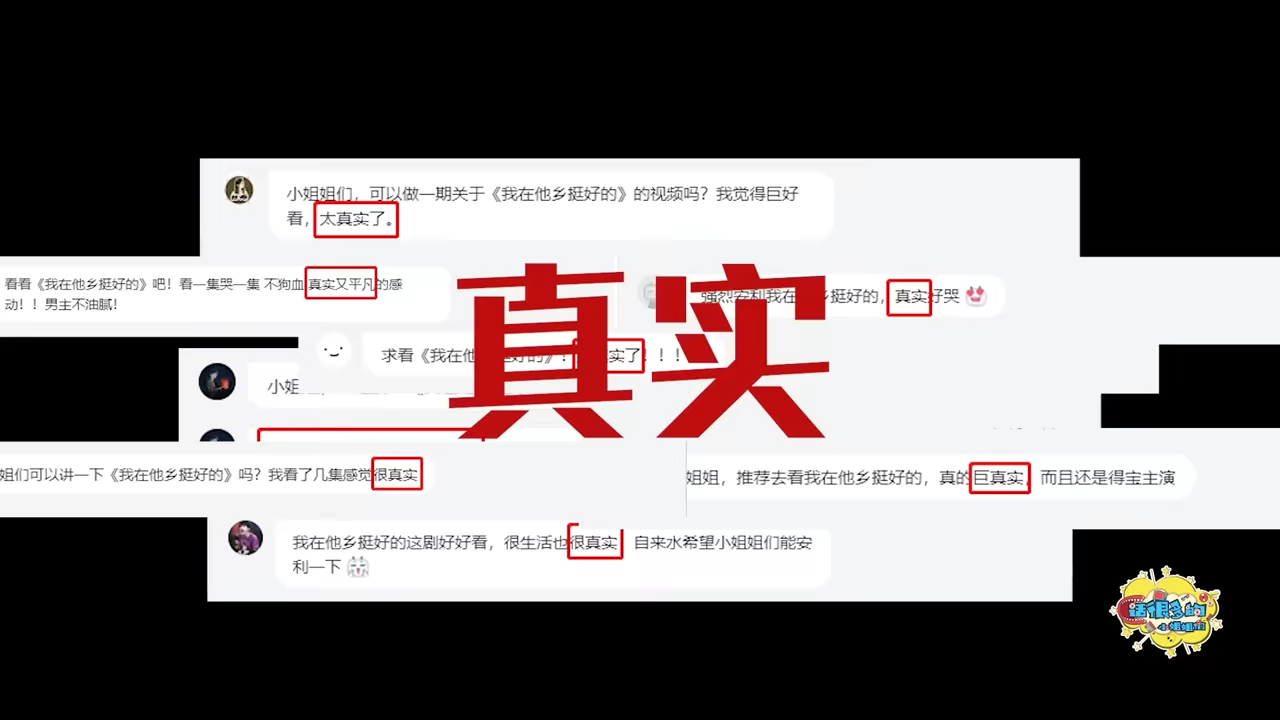 小姐姐们，可以做一期关于《我在他乡挺好的》的视频吗？我觉得巨好
看，太真实了。
看看《我在他乡挺好的》吧！看一集哭一集 不狗血 真实又平凡的感
动！！男主不油腻！
强烈安利我在 乡挺好的，真实好哭
真实
求看《我在他 挺好的》！ 实了！！！
小姐
姐们可以讲一下《我在他乡挺好的》吗？我看了几集感觉很真实
姐姐，推荐去看我在他乡挺好的，真的巨真实，而且还是得宝主演
我在他乡挺好的这剧好好看，很生活也很真实 自来水希望小姐姐们能安
利一下
话很多的
小姐姐们